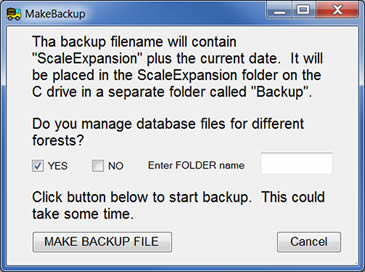 MakeBackup
Tha backup filename will contain
"ScaleExpansion" plus the current date.  It will
be placed in the ScaleExpansion folder on the
C drive in a separate folder called "Backup".
Do you manage database files for different
forests?
YES NO Enter FOLDER name
Click button below to start backup.  This could
take some time.
MAKE BACKUP FILE Cancel